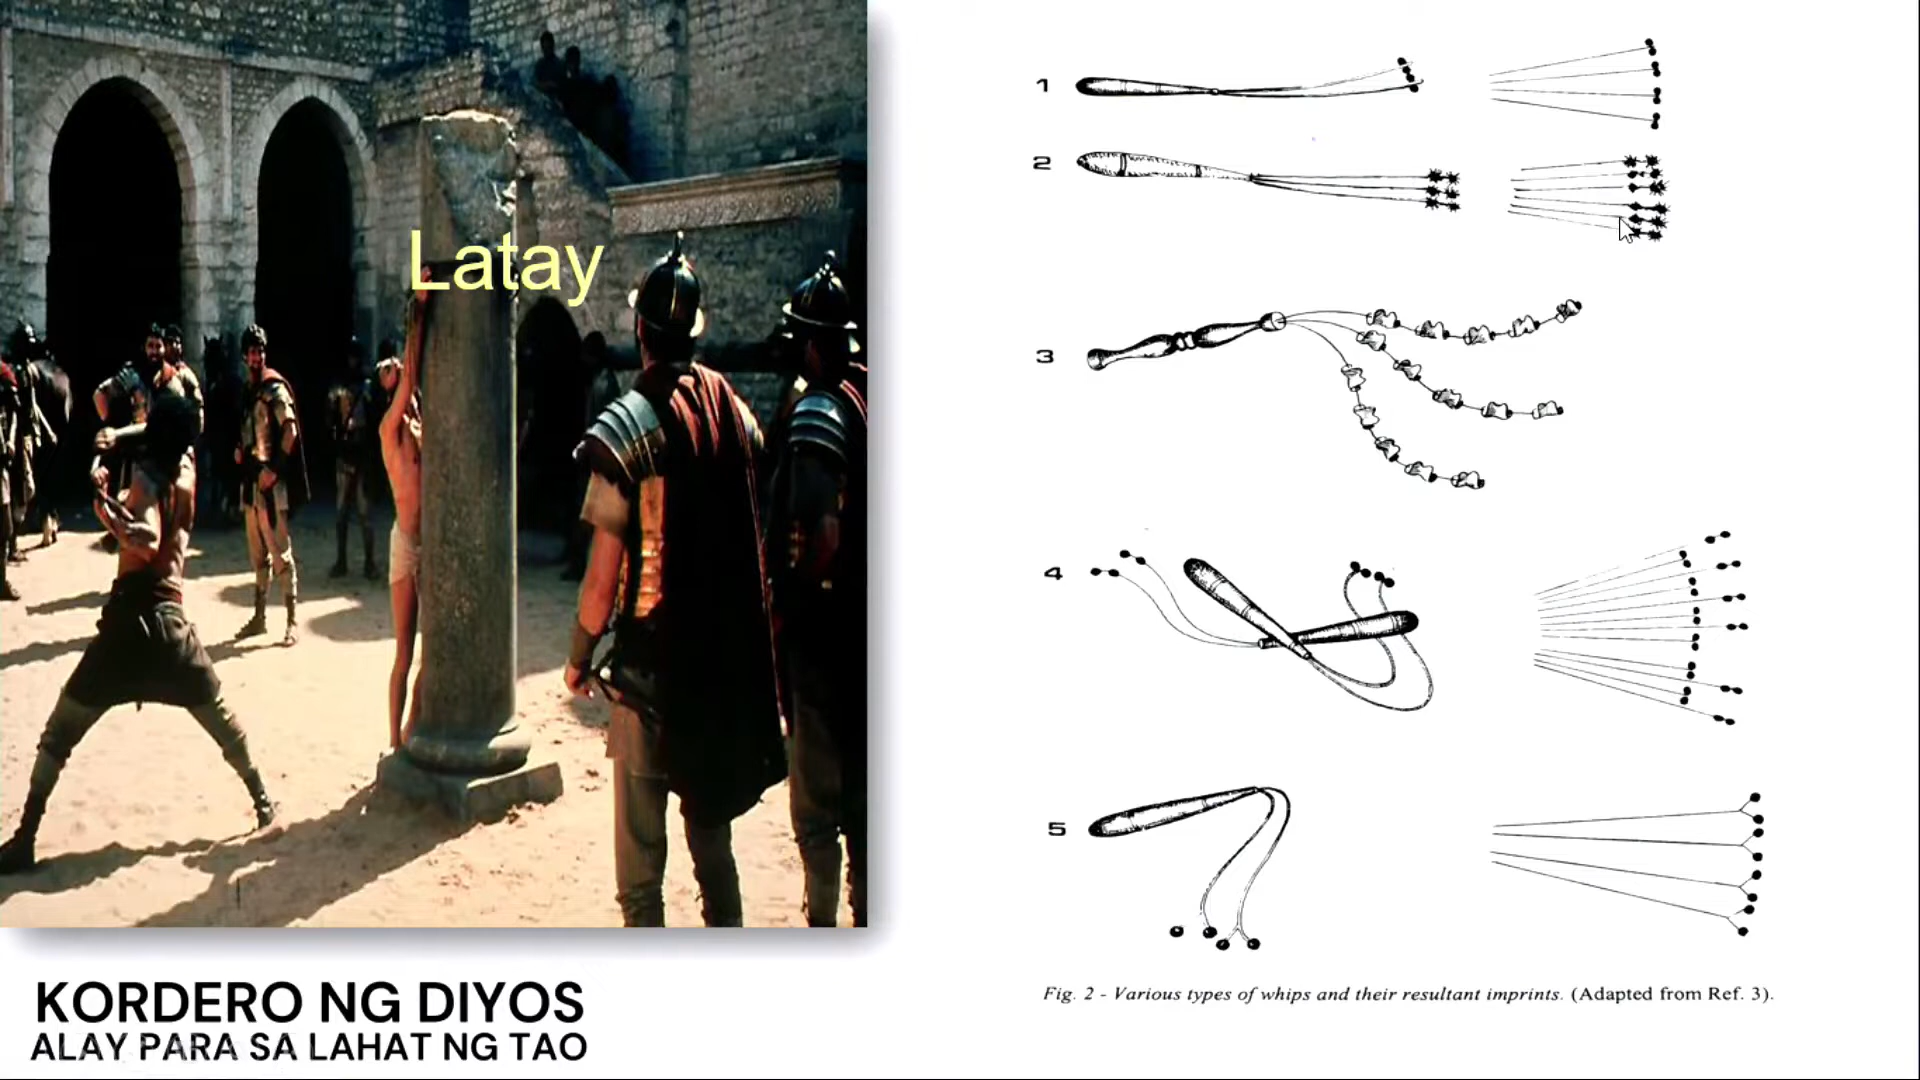 Latay
1
2
3
4
5
Fig. 2 - Various types of whips and their resultant imprints. (Adapted from Ref. 3).
KORDERO NG DIYOS
ALAY PARA SA LAHAT NG TAO